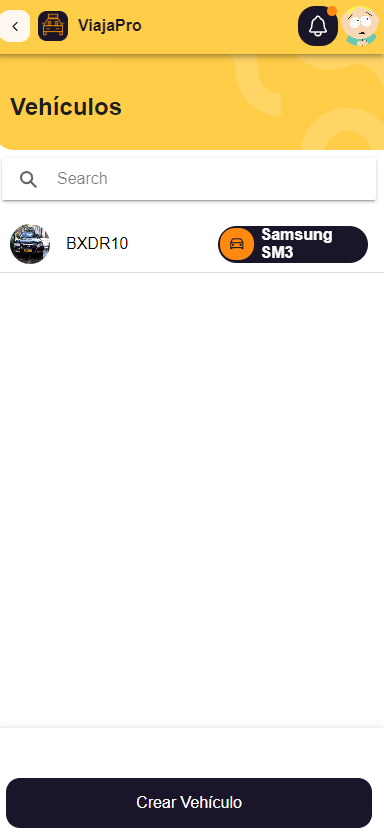 ViajaPro
Vehículos
Search
BXDR10
Samsung
SM3
Crear Vehículo